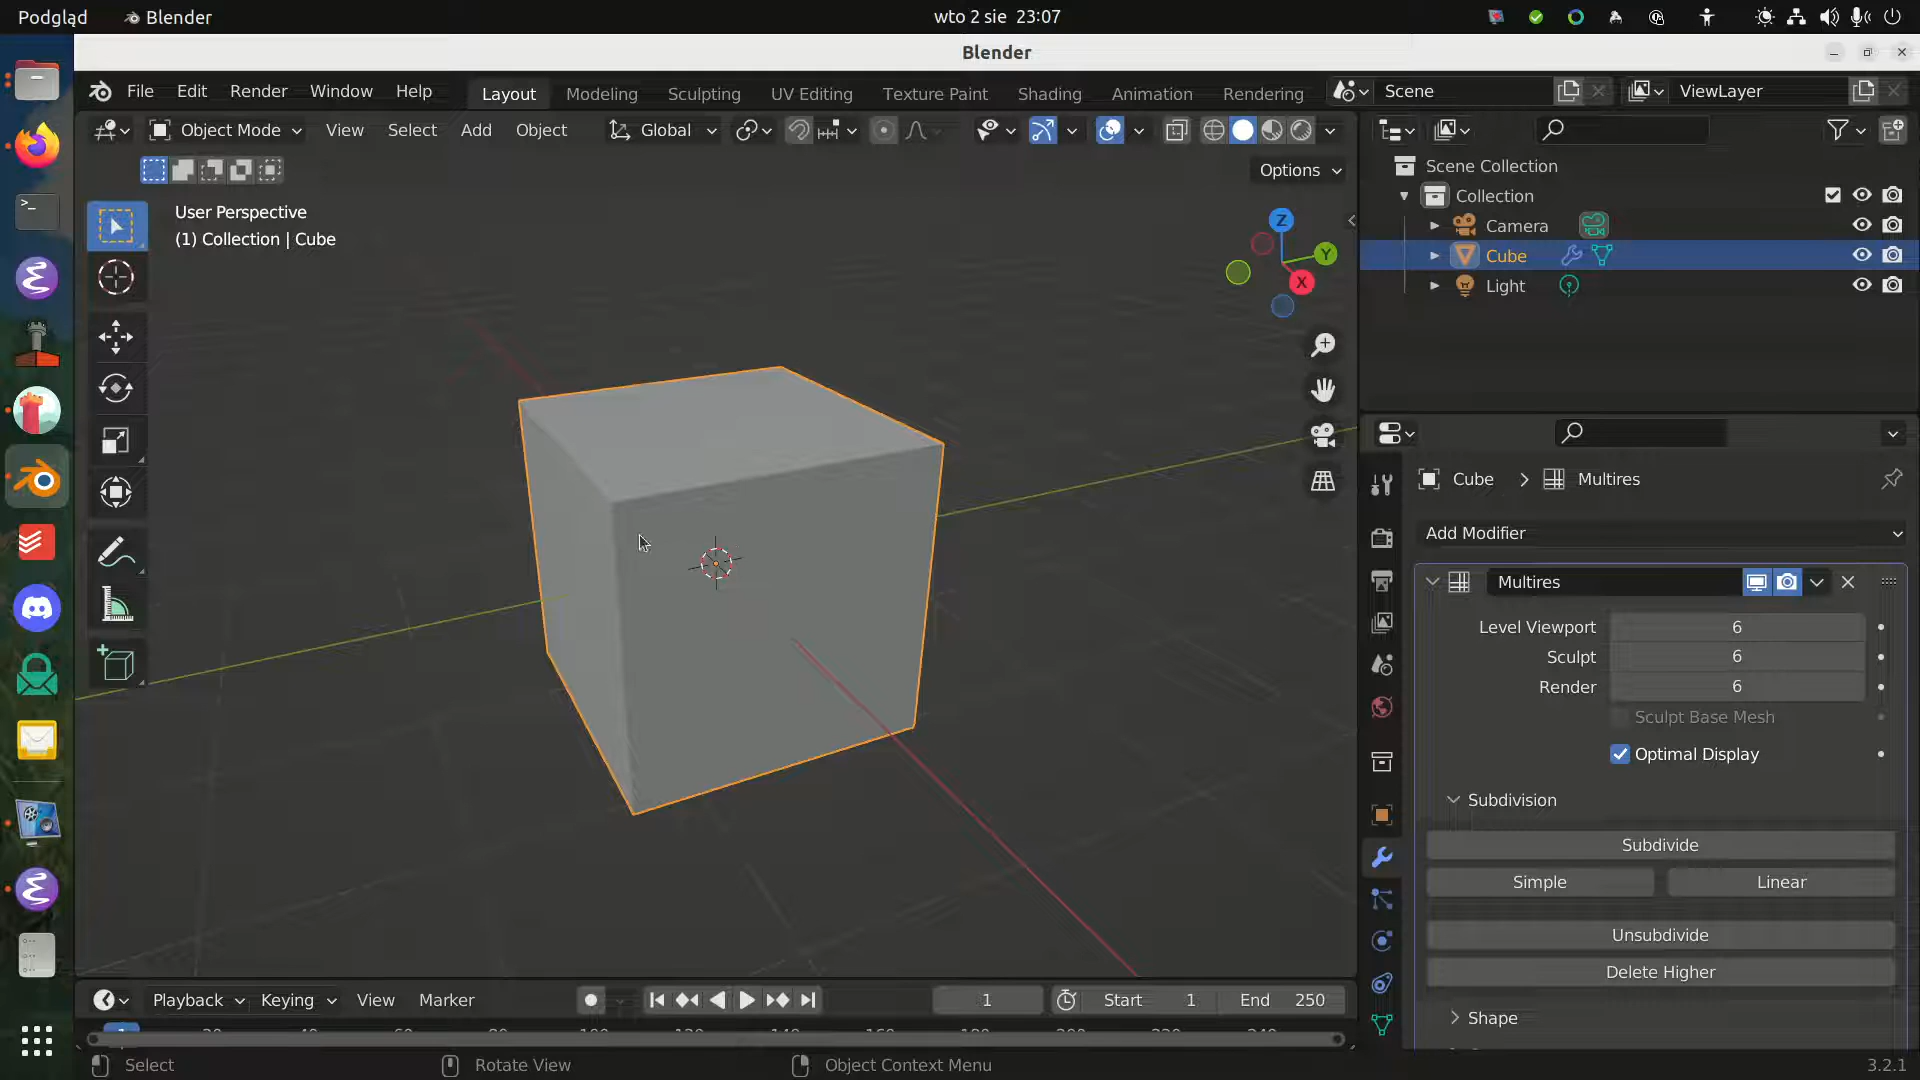 Podgląd
Blender
wto 2 sie 23:07
Blender
File Edit Render Window Help
Layout Modeling Sculpting UV Editing Texture Paint Shading Animation Rendering
Scene
ViewLayer
Object Mode View Select Add Object
Global
Options
User Perspective
(1) Collection | Cube
Z
Y
X
Scene Collection
Collection
Camera
Cube
Light
Cube > Multires
Add Modifier
Multires
Level Viewport 6
Sculpt 6
Render 6
Sculpt Base Mesh
Optimal Display
Subdivision
Subdivide
Simple Linear
Unsubdivide
Delete Higher
Shape
Playback Keying View Marker
1
Start 1
End 250
Select
Rotate View
Object Context Menu
3.2.1